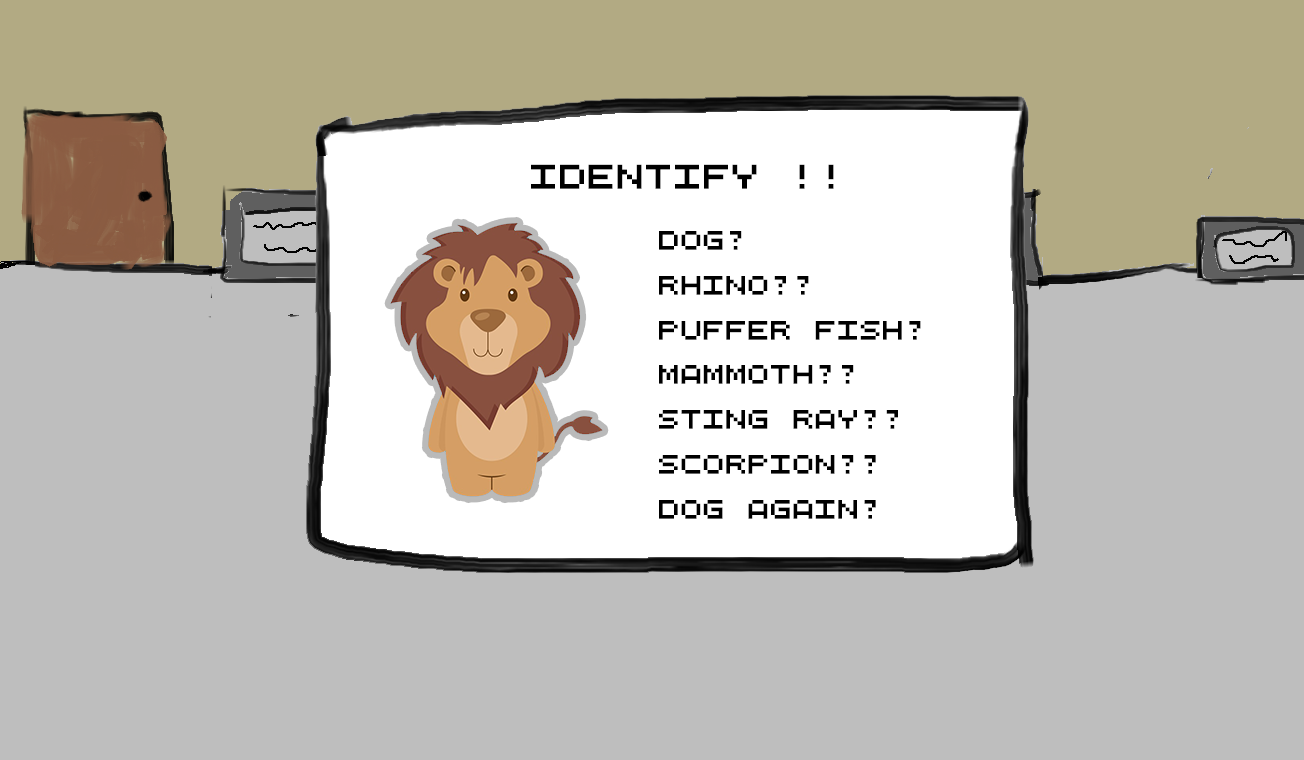 IDENTIFY !!
DOG?
RHINO??
PUFFER FISH?
MAMMOTH??
STING RAY??
SCORPION??
DOG AGAIN?